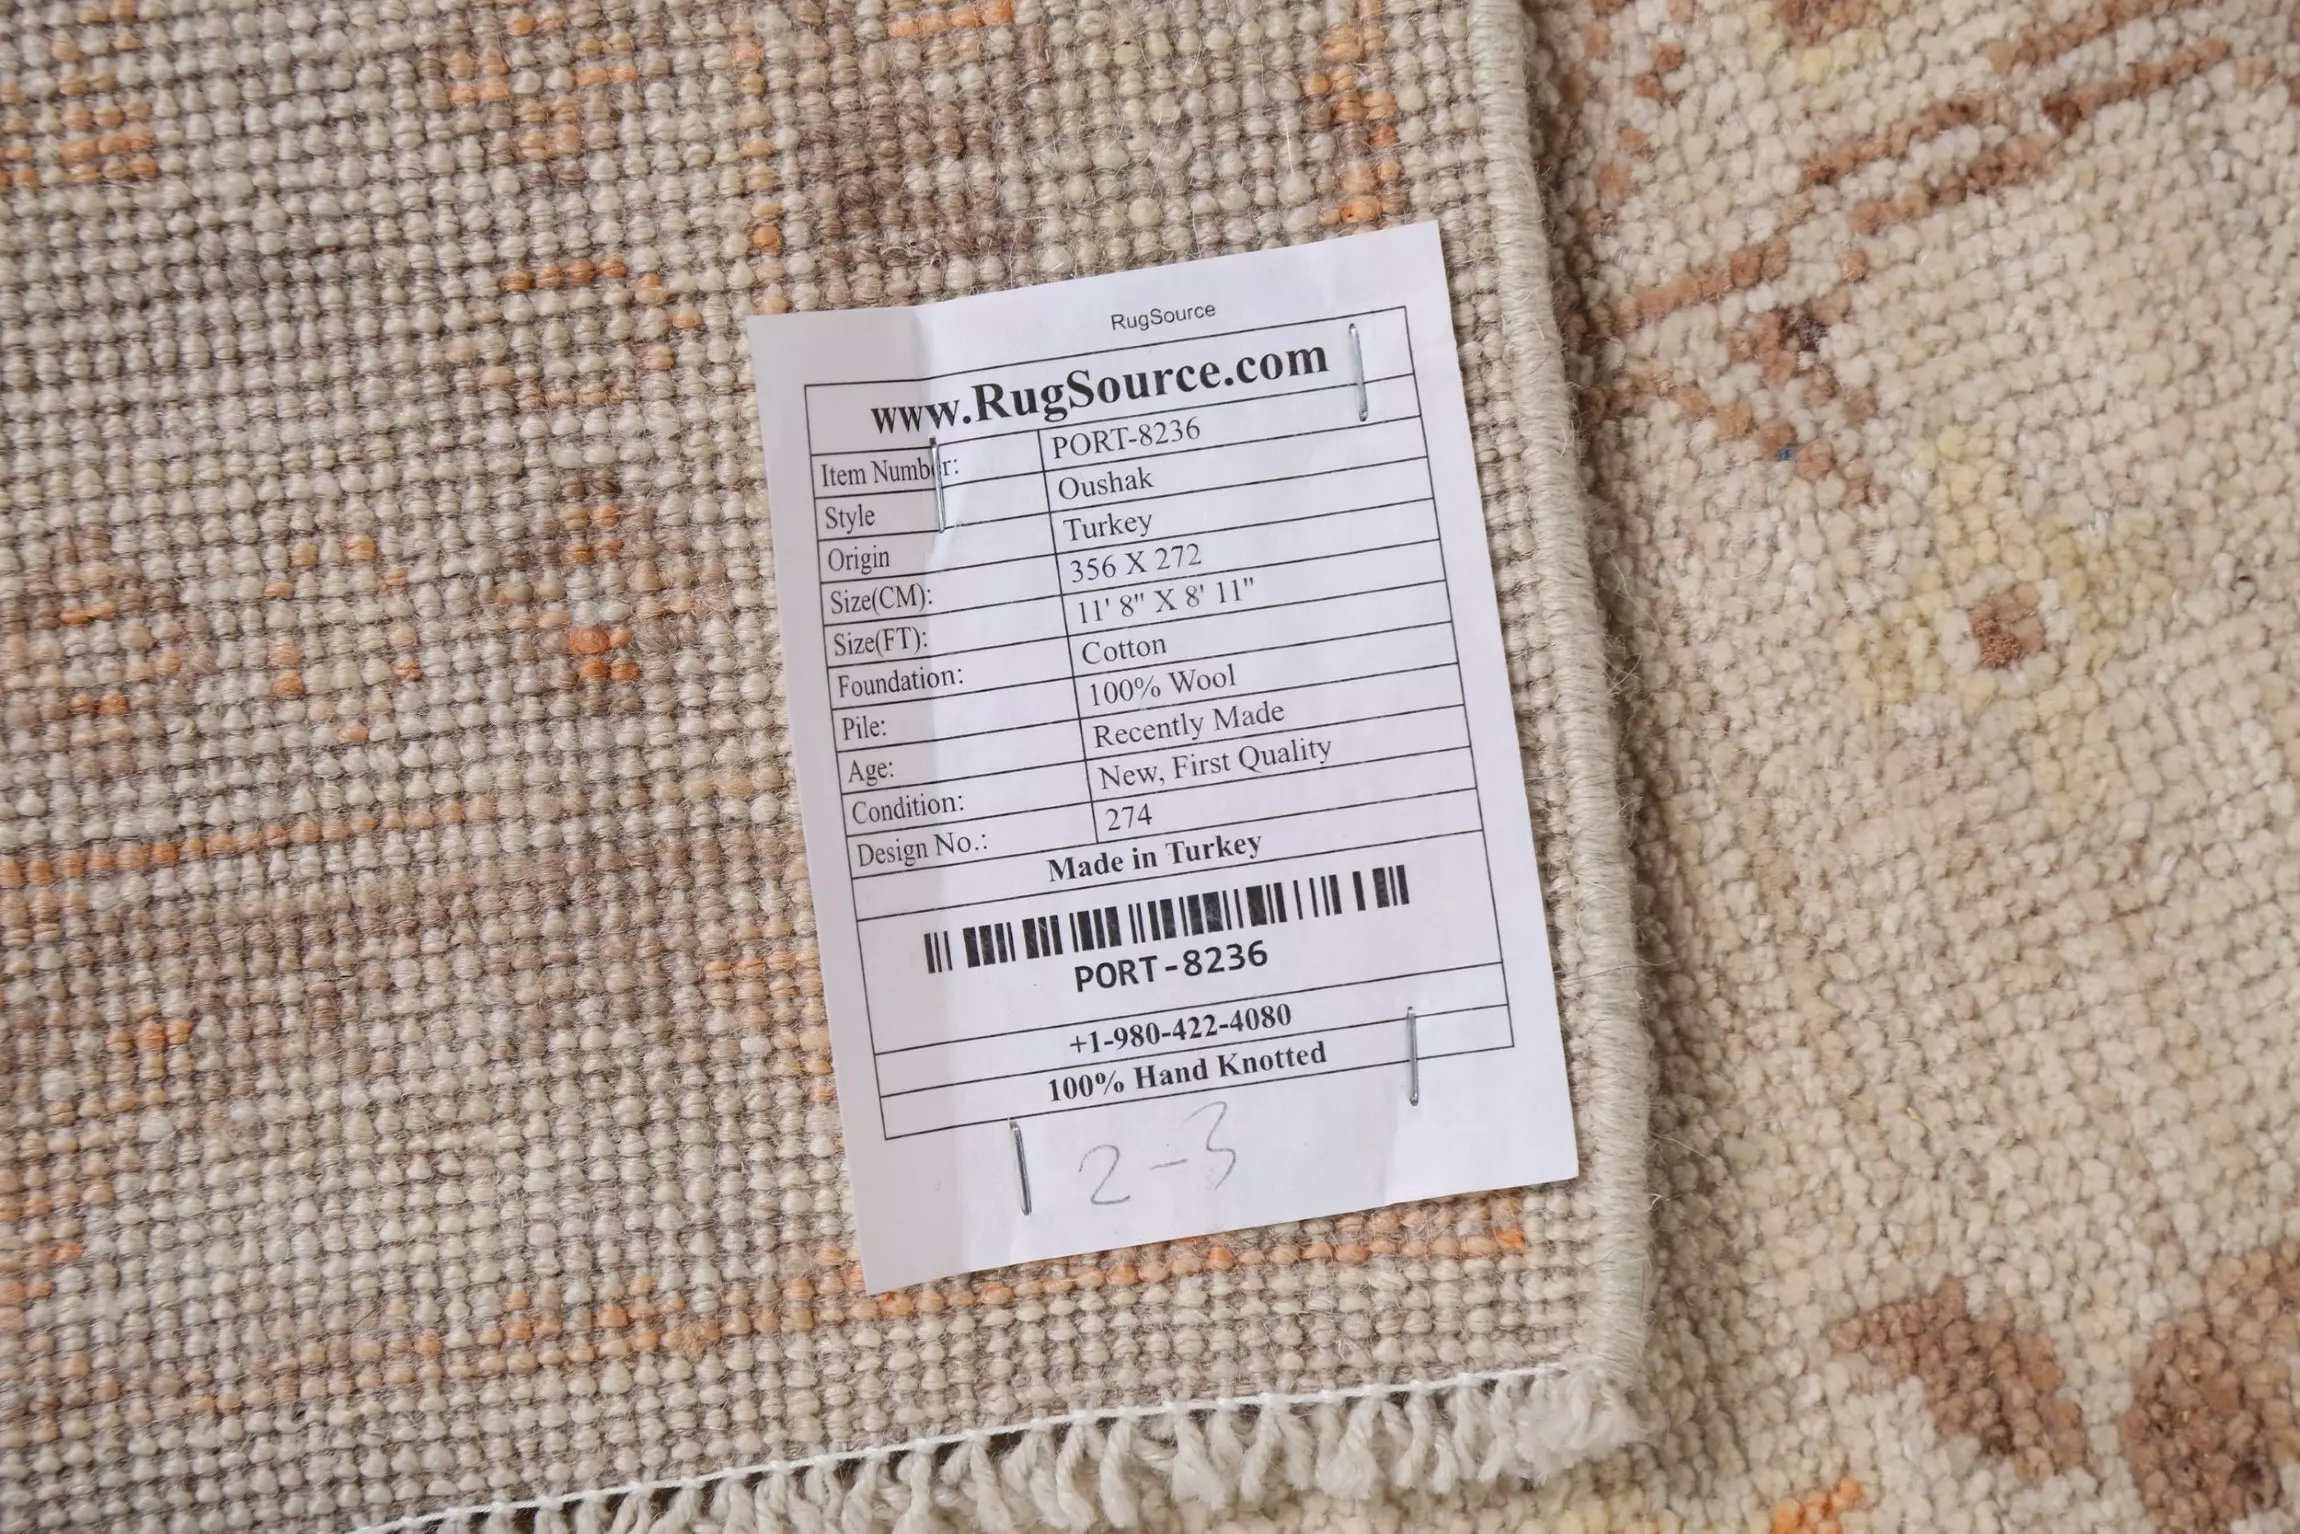 RugSource
www.RugSource.com
Item Number: PORT-8236
Style Oushak
Origin Turkey
Size(CM): 356 X 272
Size(FT): 11' 8" X 8' 11"
Foundation: Cotton
Pile: 100% Wool
Age: Recently Made
Condition: New, First Quality
Design No.: 274
Made in Turkey
PORT-8236
+1-980-422-4080
100% Hand Knotted
2-3